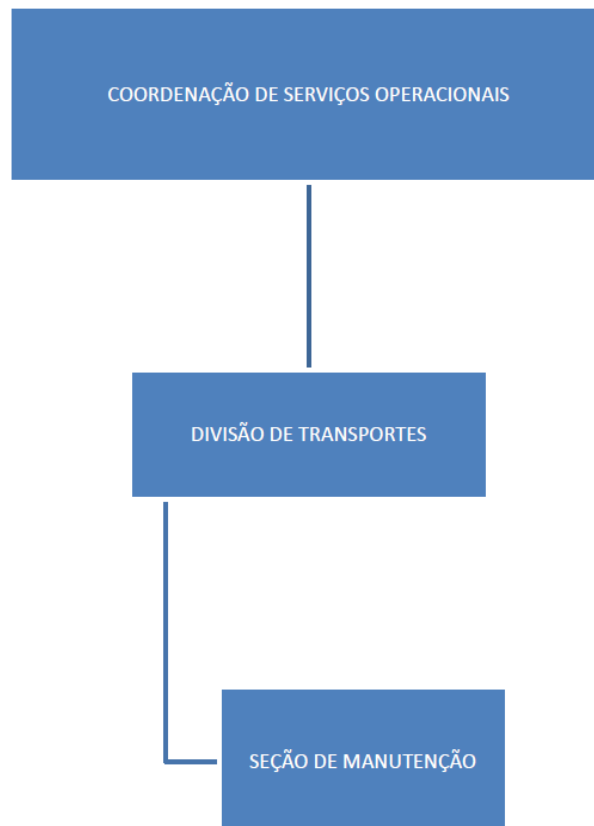 COORDENAÇÃO DE SERVIÇOS OPERACIONAIS
DIVISÃO DE TRANSPORTES
SEÇÃO DE MANUTENÇÃO